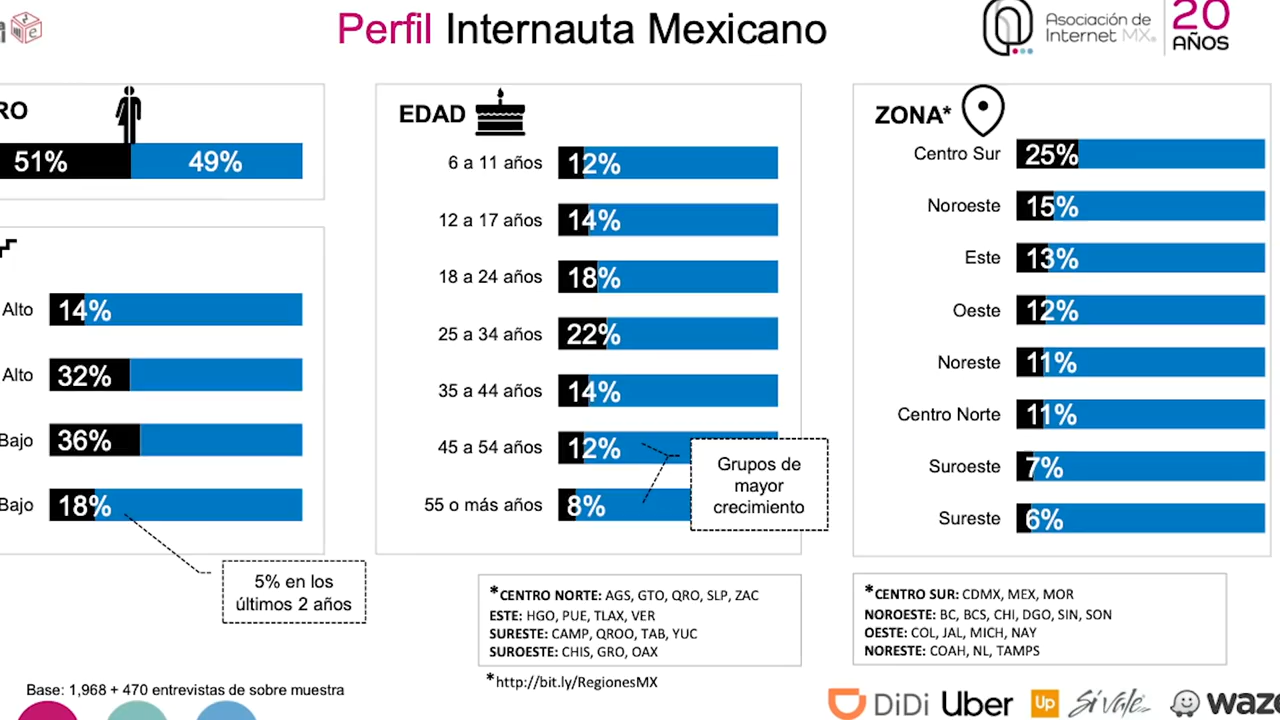 Perfil Internauta Mexicano
Asociación de
Internet MX
20
AÑOS
RO
51% 49%
Alto 14%
Alto 32%
Bajo 36%
Bajo 18%
5% en los
últimos 2 años
EDAD
6 a 11 años 12%
12 a 17 años 14%
18 a 24 años 18%
25 a 34 años 22%
35 a 44 años 14%
45 a 54 años 12%
55 o más años 8%
Grupos de
mayor
crecimiento
ZONA*
Centro Sur 25%
Noroeste 15%
Este 13%
Oeste 12%
Noreste 11%
Centro Norte 11%
Suroeste 7%
Sureste 6%
*CENTRO NORTE: AGS, GTO, QRO, SLP, ZAC
ESTE: HGO, PUE, TLAX, VER
SURESTE: CAMP, QROO, TAB, YUC
SUROESTE: CHIS, GRO, OAX
*CENTRO SUR: CDMX, MEX, MOR
NOROESTE: BC, BCS, CHI, DGO, SIN, SON
OESTE: COL, JAL, MICH, NAY
NORESTE: COAH, NL, TAMPS
*http://bit.ly/RegionesMX
Base: 1,968 + 470 entrevistas de sobre muestra
DiDi Uber Up Sí Vale waze